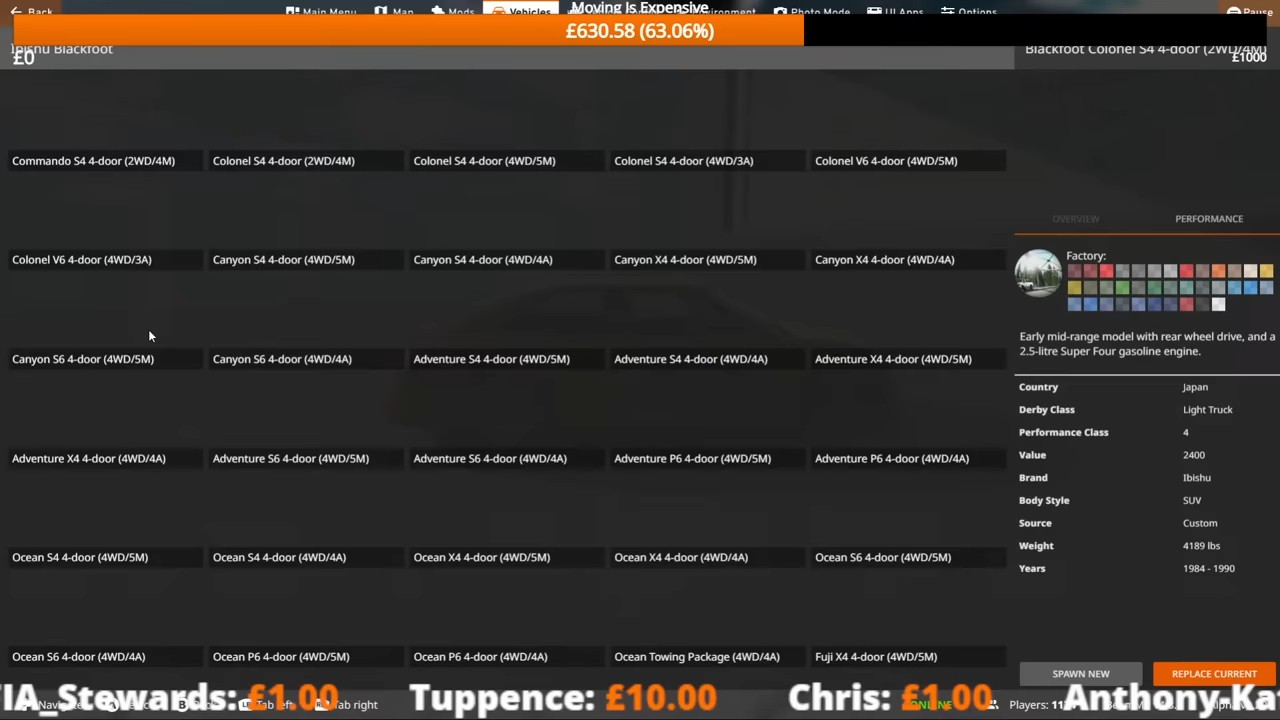 Back Main Menu Map Mods Vehicles Environment Photo Mode UI Apps Options Pause
Moving Is Expensive
£630.58 (63.06%)
£0
£1000
Ibishu Blackfoot
Blackfoot Colonel S4 4-door (2WD/4M)
Commando S4 4-door (2WD/4M) Colonel S4 4-door (2WD/4M) Colonel S4 4-door (4WD/5M) Colonel S4 4-door (4WD/3A) Colonel V6 4-door (4WD/5M)
Colonel V6 4-door (4WD/3A) Canyon S4 4-door (4WD/5M) Canyon S4 4-door (4WD/4A) Canyon X4 4-door (4WD/5M) Canyon X4 4-door (4WD/4A)
Canyon S6 4-door (4WD/5M) Canyon S6 4-door (4WD/4A) Adventure S4 4-door (4WD/5M) Adventure S4 4-door (4WD/4A) Adventure X4 4-door (4WD/5M)
Adventure X4 4-door (4WD/4A) Adventure S6 4-door (4WD/5M) Adventure S6 4-door (4WD/4A) Adventure P6 4-door (4WD/5M) Adventure P6 4-door (4WD/4A)
Ocean S4 4-door (4WD/5M) Ocean S4 4-door (4WD/4A) Ocean X4 4-door (4WD/5M) Ocean X4 4-door (4WD/4A) Ocean S6 4-door (4WD/5M)
Ocean S6 4-door (4WD/4A) Ocean P6 4-door (4WD/5M) Ocean P6 4-door (4WD/4A) Ocean Towing Package (4WD/4A) Fuji X4 4-door (4WD/5M)
OVERVIEW PERFORMANCE
Factory:
Early mid-range model with rear wheel drive, and a
2.5-litre Super Four gasoline engine.
Country Japan
Derby Class Light Truck
Performance Class 4
Value 2400
Brand Ibishu
Body Style SUV
Source Custom
Weight 4189 lbs
Years 1984 - 1990
SPAWN NEW REPLACE CURRENT
IA_Stewards: £1.00 Tuppence: £10.00 Chris: £1.00 Anthony Ka
Tab left Tab right ONLINE Players: